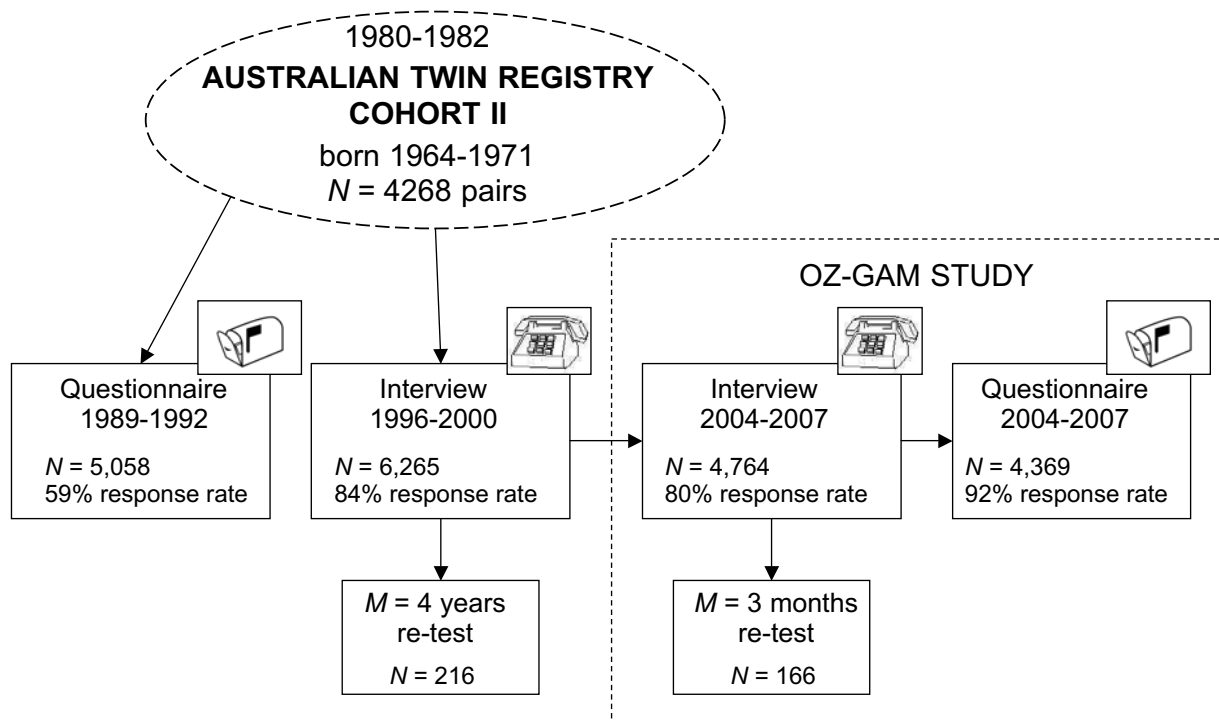 1980-1982
AUSTRALIAN TWIN REGISTRY
COHORT II
born 1964-1971
N = 4268 pairs
OZ-GAM STUDY
Questionnaire
1989-1992
N = 5,058
59% response rate
Interview
1996-2000
N = 6,265
84% response rate
Interview
2004-2007
N = 4,764
80% response rate
Questionnaire
2004-2007
N = 4,369
92% response rate
M = 4 years
re-test
N = 216
M = 3 months
re-test
N = 166